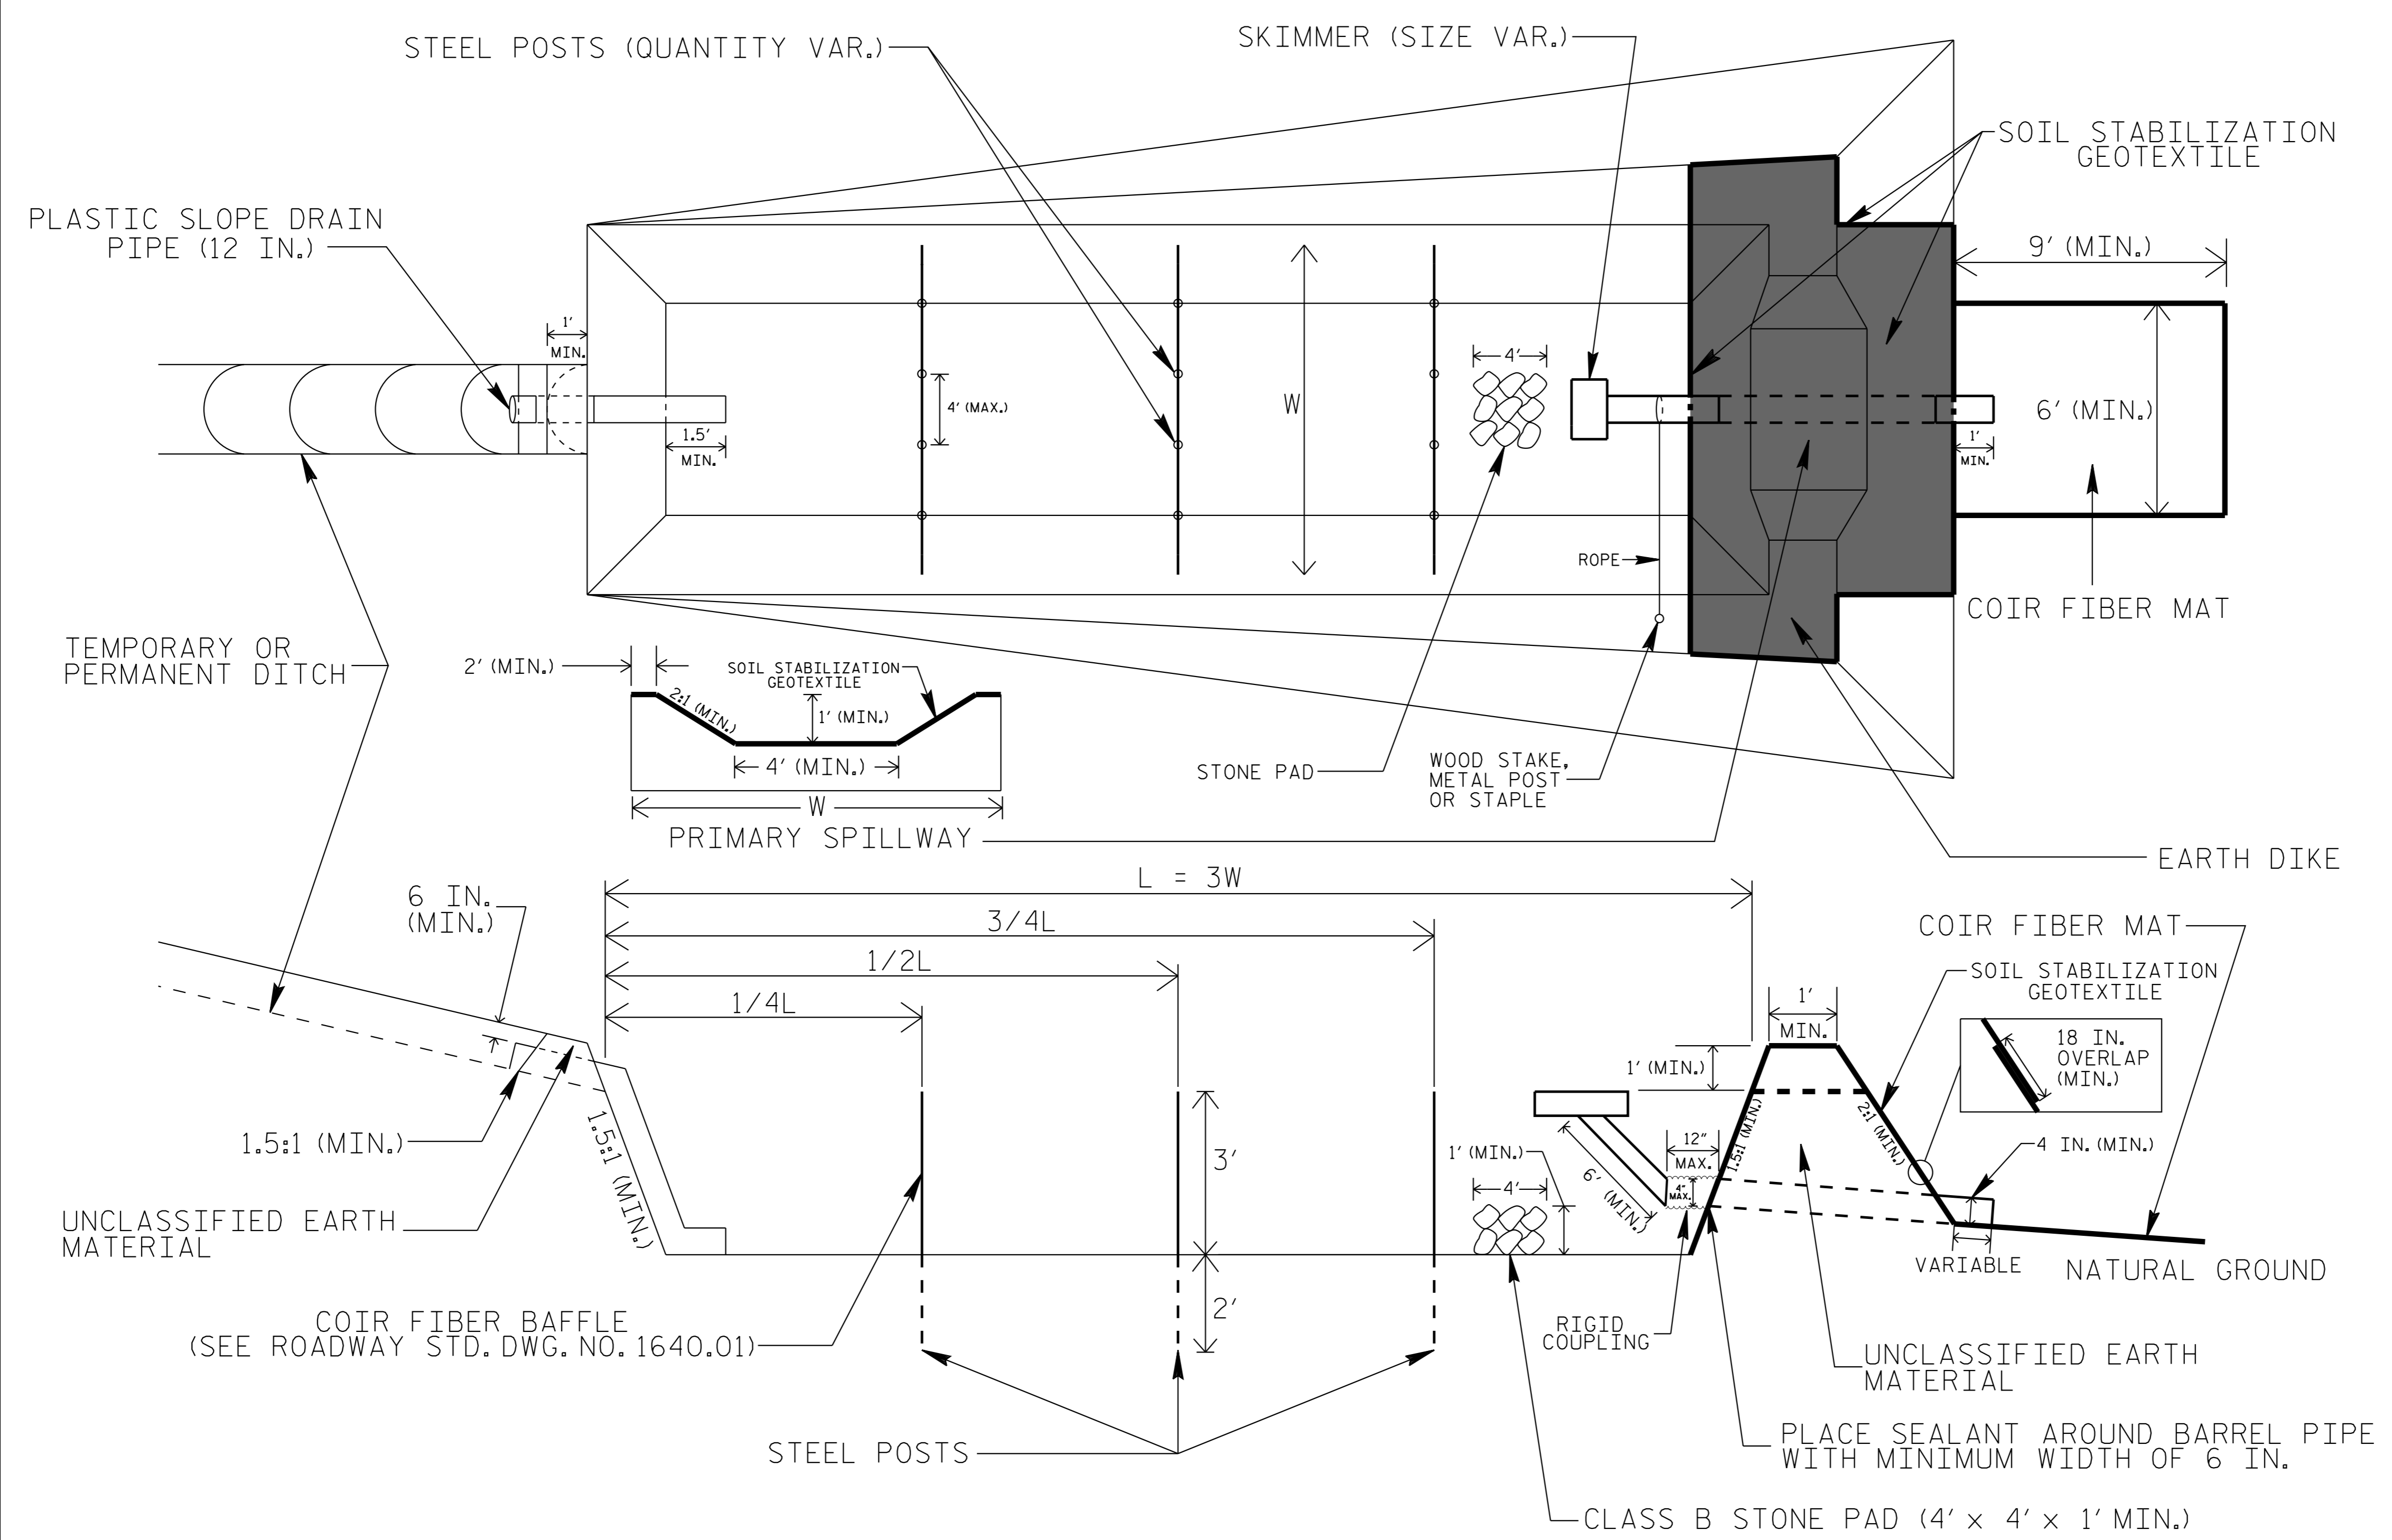 STEEL POSTS (QUANTITY VAR.)
SKIMMER (SIZE VAR.)
SOIL STABILIZATION
GEOTEXTILE
PLASTIC SLOPE DRAIN
PIPE (12 IN.)
9' (MIN.)
1'
MIN.
4'
4' (MAX.)
W
6' (MIN.)
1.5'
MIN.
1'
MIN.
ROPE
COIR FIBER MAT
TEMPORARY OR
PERMANENT DITCH
2' (MIN.)
SOIL STABILIZATION
GEOTEXTILE
2:1 (MIN.)
1' (MIN.)
4' (MIN.)
W
PRIMARY SPILLWAY
STONE PAD
WOOD STAKE,
METAL POST
OR STAPLE
EARTH DIKE
L = 3W
6 IN.
(MIN.)
3/4L
1/2L
1/4L
COIR FIBER MAT
SOIL STABILIZATION
GEOTEXTILE
1'
MIN.
18 IN.
OVERLAP
(MIN.)
1' (MIN.)
1.5:1 (MIN.)
1.5:1 (MIN.)
3'
1' (MIN.)
4'
6' (MIN.)
12"
MAX.
4"
MAX.
1.5:1 (MIN.)
2:1 (MIN.)
4 IN. (MIN.)
UNCLASSIFIED EARTH
MATERIAL
VARIABLE
NATURAL GROUND
2'
COIR FIBER BAFFLE
(SEE ROADWAY STD. DWG. NO. 1640.01)
RIGID
COUPLING
UNCLASSIFIED EARTH
MATERIAL
STEEL POSTS
PLACE SEALANT AROUND BARREL PIPE
WITH MINIMUM WIDTH OF 6 IN.
CLASS B STONE PAD (4' x 4' x 1' MIN.)